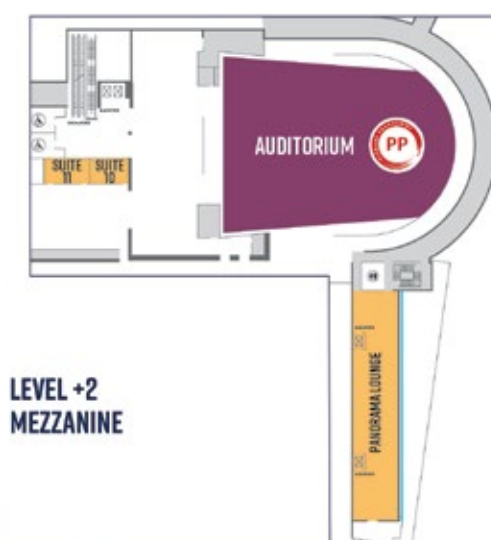 SUITE
11
SUITE
10
AUDITORIUM
PP
LEVEL +2
MEZZANINE
PANORAMA LOUNGE